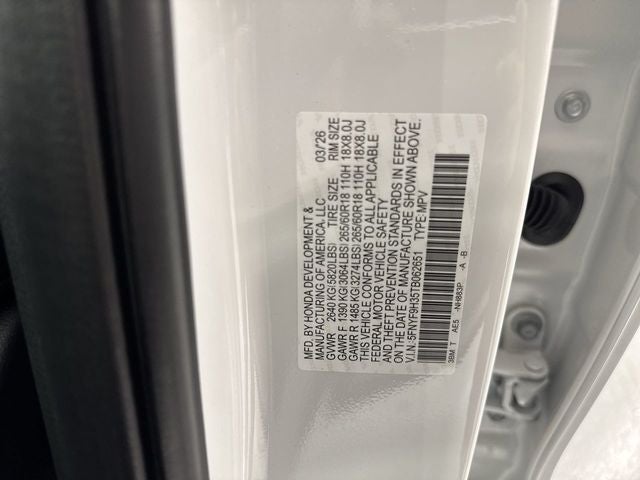 MFD. BY HONDA DEVELOPMENT &
MANUFACTURING OF AMERICA, LLC 03/26
GVWR 2640 KG(5820LBS) TIRE SIZE RIM SIZE
GAWR F 1390 KG(3064LBS) 265/60R18 110H 18X8.0J
GAWR R 1485 KG(3274LBS) 265/60R18 110H 18X8.0J
THIS VEHICLE CONFORMS TO ALL APPLICABLE
FEDERAL MOTOR VEHICLE SAFETY
AND THEFT PREVENTION STANDARDS IN EFFECT
ON THE DATE OF MANUFACTURE SHOWN ABOVE.
V.I.N: 5FNYF9H35TB062651 TYPE:MPV
3BM T AE5 -NH883P -A -B